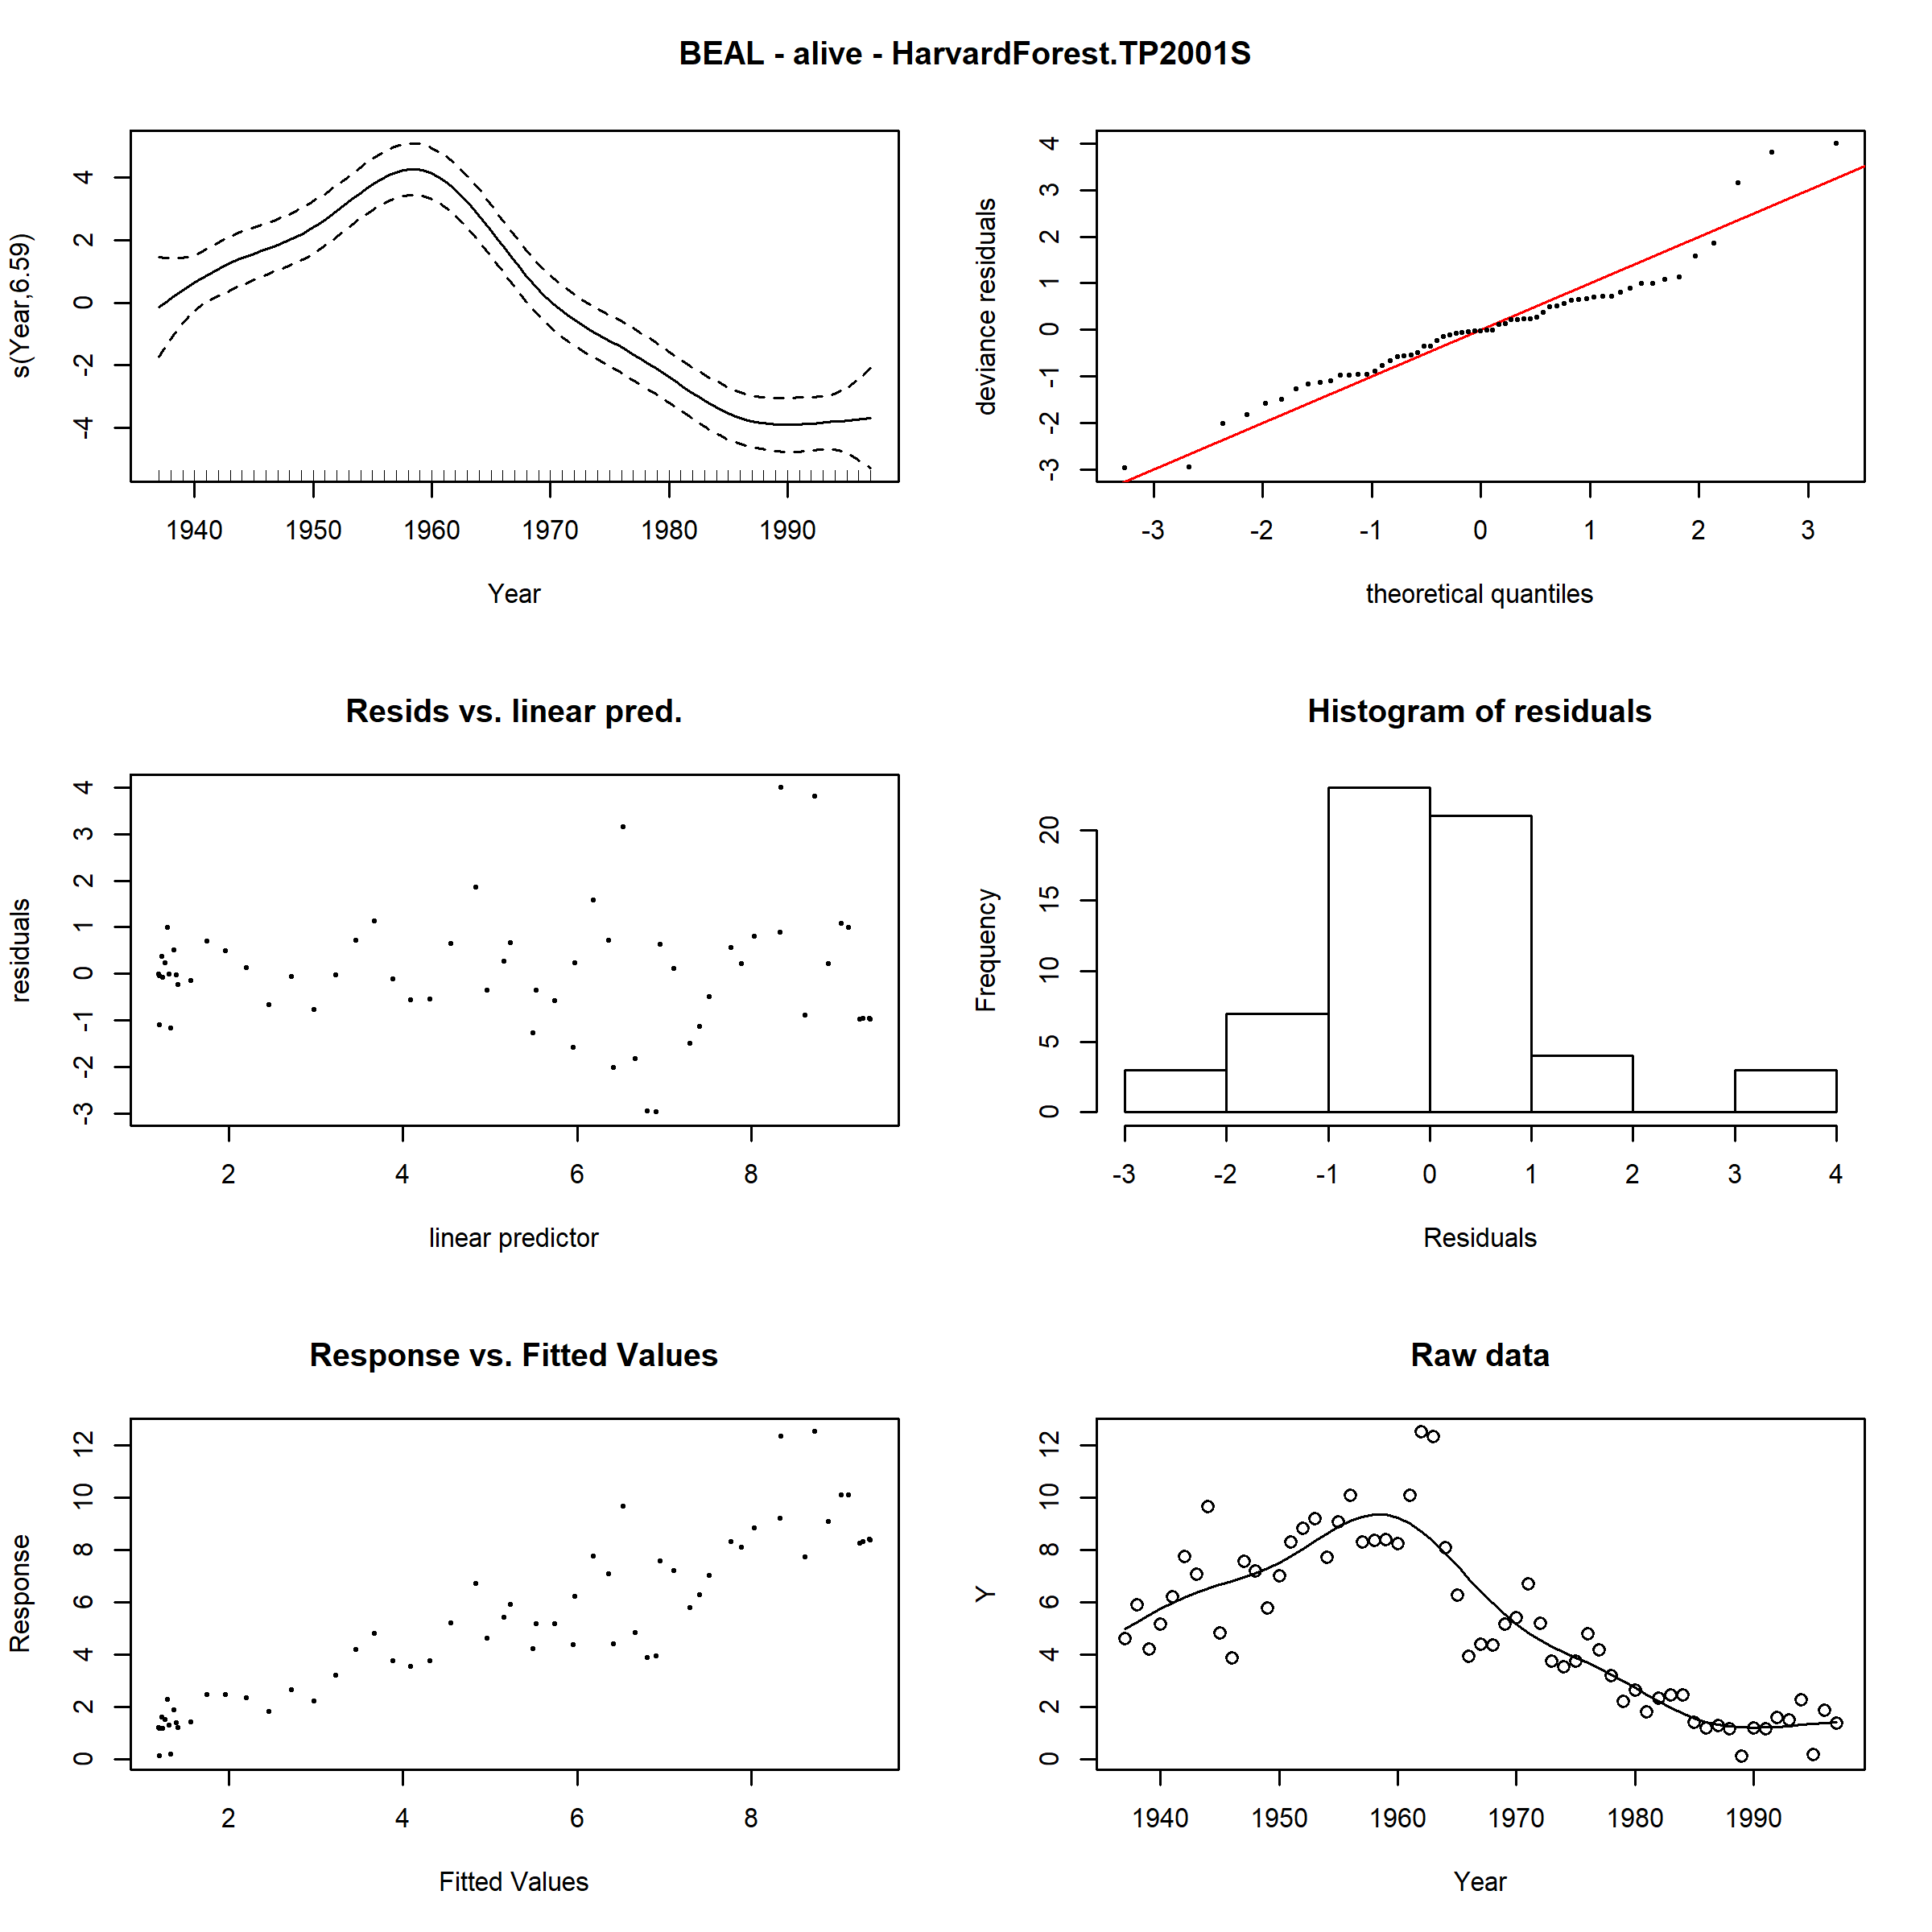 BEAL - alive - HarvardForest.TP2001S
s(Year,6.59)
4
2
0
-2
-4
1940 1950 1960 1970 1980 1990
Year
deviance residuals
4
3
2
1
0
-1
-2
-3
-3 -2 -1 0 1 2 3
theoretical quantiles
Resids vs. linear pred.
residuals
4
3
2
1
0
-1
-2
-3
2 4 6 8
linear predictor
Histogram of residuals
Frequency
20
15
10
5
0
-3 -2 -1 0 1 2 3 4
Residuals
Response vs. Fitted Values
Response
12
10
8
6
4
2
0
2 4 6 8
Fitted Values
Raw data
Y
12
10
8
6
4
2
0
1940 1950 1960 1970 1980 1990
Year